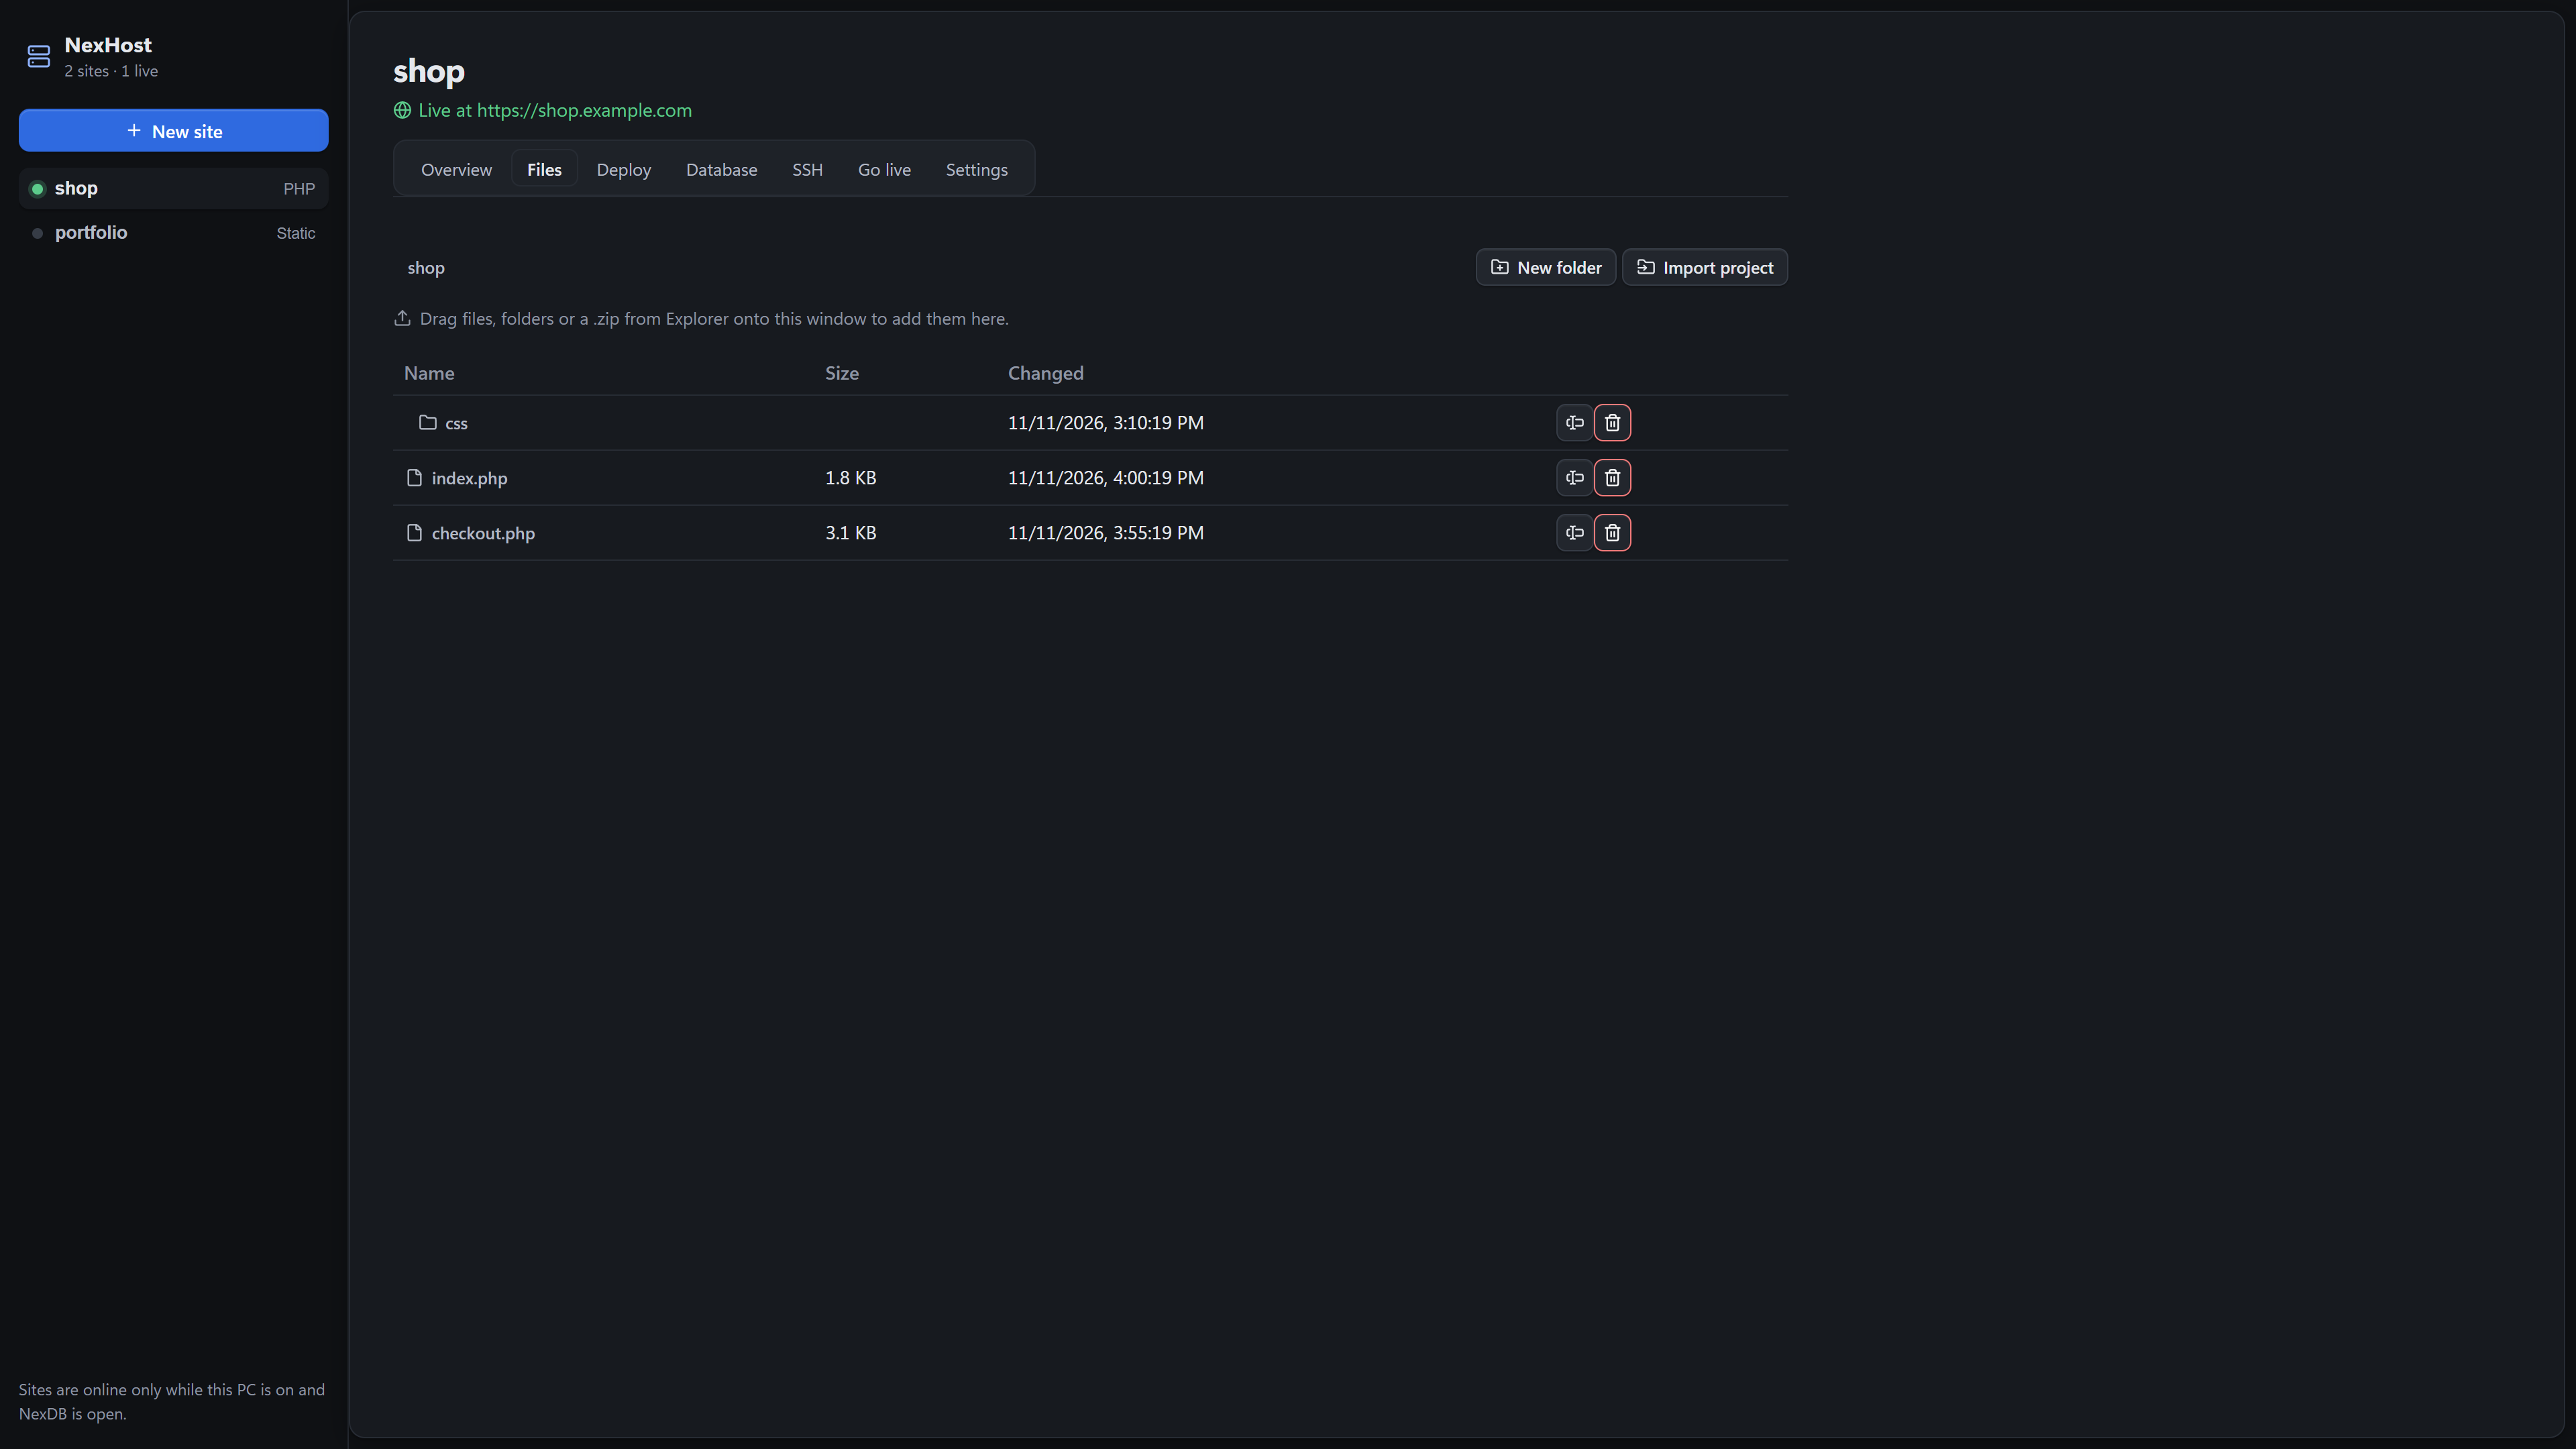 NexHost
2 sites · 1 live
New site
shop PHP
portfolio Static
Sites are online only while this PC is on and
NexDB is open.
shop
Live at https://shop.example.com
Overview Files Deploy Database SSH Go live Settings
shop New folder Import project
Drag files, folders or a .zip from Explorer onto this window to add them here.
Name Size Changed
css 11/11/2026, 3:10:19 PM
index.php 1.8 KB 11/11/2026, 4:00:19 PM
checkout.php 3.1 KB 11/11/2026, 3:55:19 PM